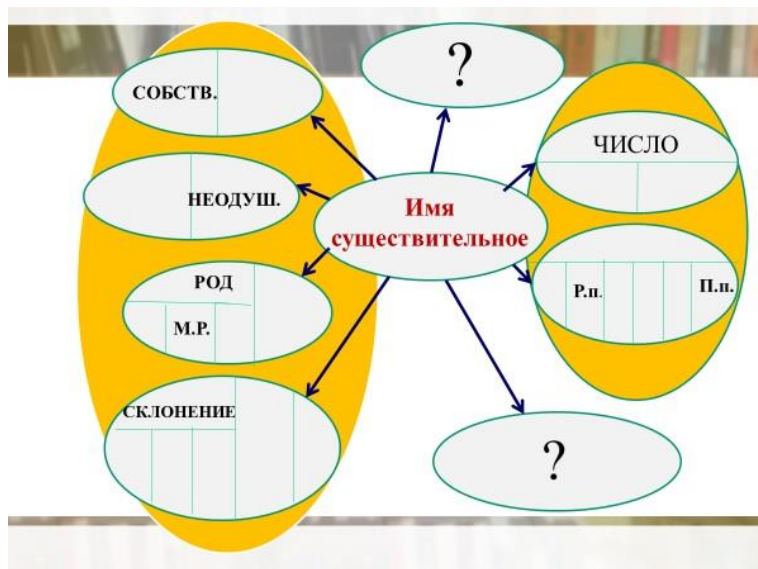 ?
СОБСТВ.
ЧИСЛО
НЕОДУШ.
Имя
существительное
РОД
М.Р.
Р.п.
П.п.
СКЛОНЕНИЕ
?